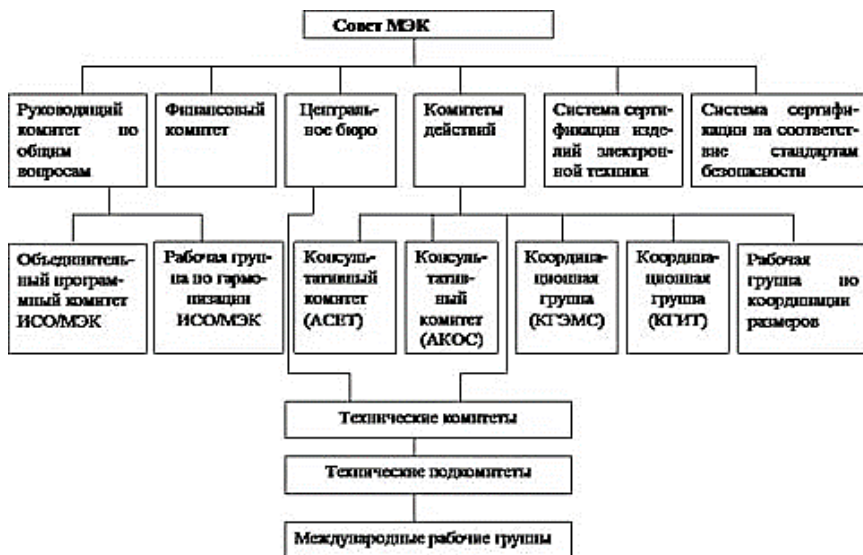 Совет МЭК
Руководящий
комитет по
общим
вопросам
Финансовый
комитет
Централь-
ное бюро
Комитеты
действий
Система серти-
фикации изде-
лий электрон-
ной техники
Система сертифи-
кации на соответст-
вие стандартам
безопасности
Объединитель-
ный програм-
мный комитет
ИСО/МЭК
Рабочая груп-
па по гармо-
низации
ИСО/МЭК
Консуль-
тативный
комитет
(АСЕТ)
Консуль-
татив-
ный
комитет
(АКОС)
Координа-
ционная
группа
(КГЭМС)
Координа-
ционная
группа
(КГИТ)
Рабочая
группа по
координации
размеров
Технические комитеты
Технические подкомитеты
Международные рабочие группы